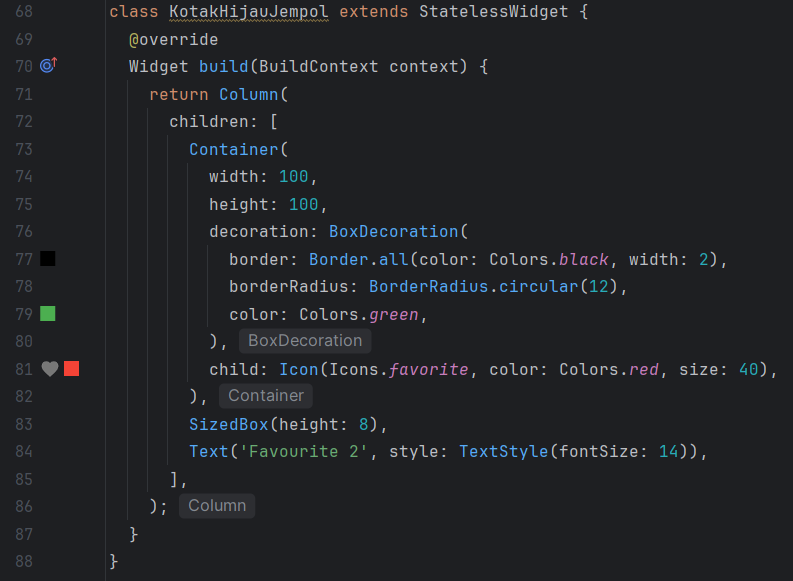 68 class KotakHijauJempol extends StatelessWidget {
69 @override
70 Widget build(BuildContext context) {
71 return Column(
72 children: [
73 Container(
74 width: 100,
75 height: 100,
76 decoration: BoxDecoration(
77 border: Border.all(color: Colors.black, width: 2),
78 borderRadius: BorderRadius.circular(12),
79 color: Colors.green,
80 ), BoxDecoration
81 child: Icon(Icons.favorite, color: Colors.red, size: 40),
82 ), Container
83 SizedBox(height: 8),
84 Text('Favourite 2', style: TextStyle(fontSize: 14)),
85 ],
86 ); Column
87 }
88 }